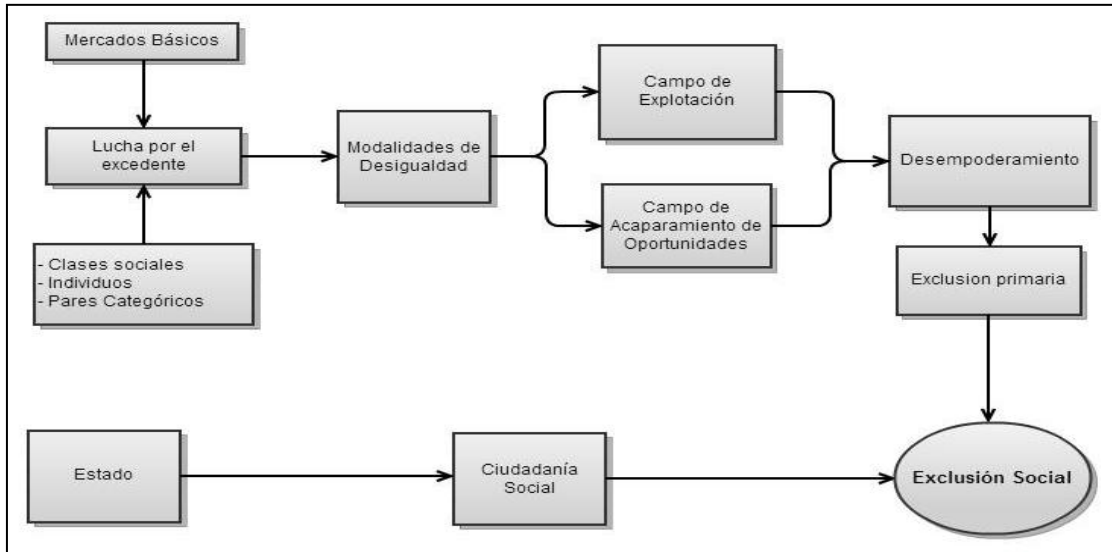 Mercados Básicos
Lucha por el
excedente
- Clases sociales
- Individuos
- Pares Categóricos
Modalidades de
Desigualdad
Campo de
Explotación
Campo de
Acaparamiento de
Oportunidades
Desempoderamiento
Exclusion primaria
Estado
Ciudadanía
Social
Exclusión Social